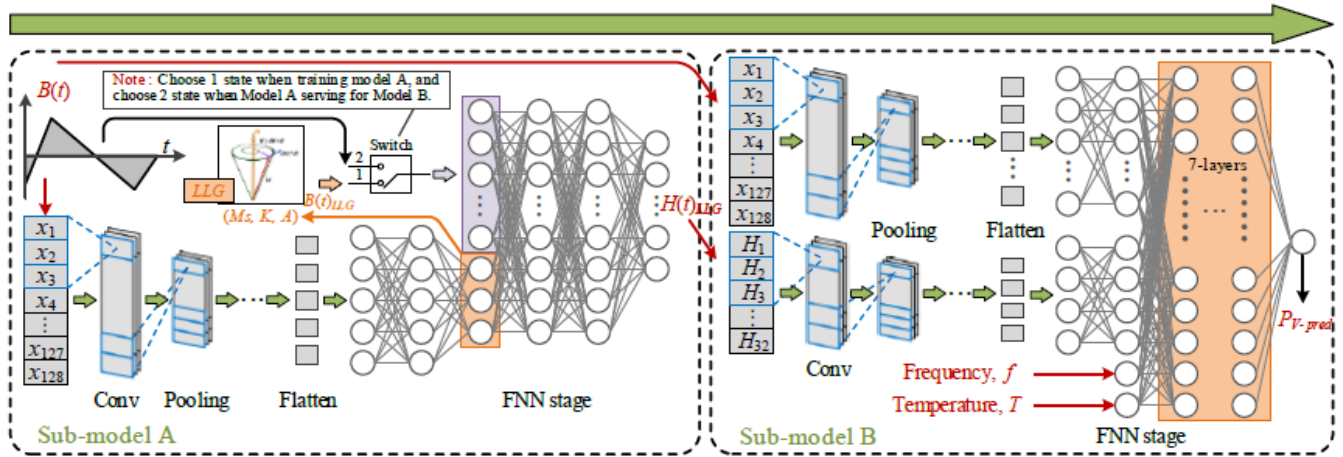 B(t)
t
Note : Choose 1 state when training model A, and
choose 2 state when Model A serving for Model B.
Switch
2
1
LLG
B(t)LLG
(Ms, K, A)
x1
x2
x3
x4
⋮
x127
x128
Conv
Pooling
Flatten
FNN stage
Sub-model A
H(t)LLG
x1
x2
x3
x4
⋮
x127
x128
Pooling
Flatten
7-layers
H1
H2
H3
⋮
H32
Conv
Frequency, f
Temperature, T
FNN stage
PV-pred
Sub-model B